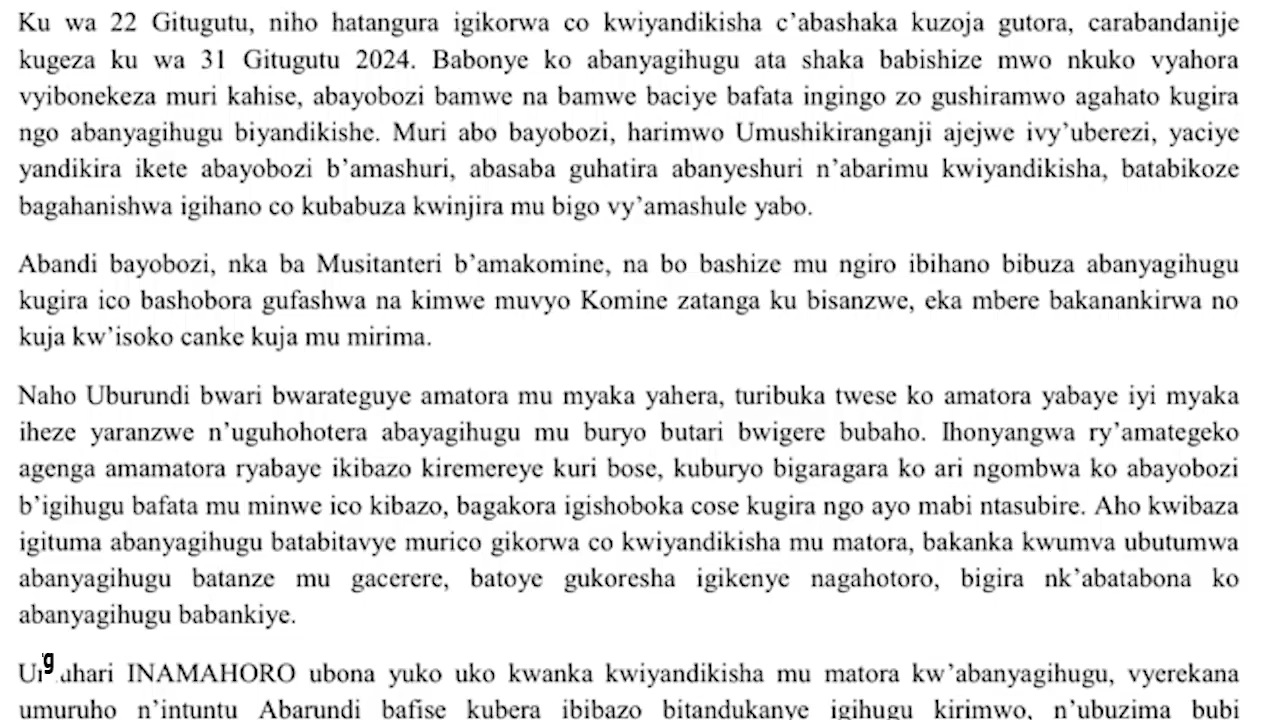 Ku wa 22 Gitugutu, niho hatangura igikorwa co kwiyandikisha c’abashaka kuzoja gutora, carabandanije
kugeza ku wa 31 Gitugutu 2024. Babonye ko abanyagihugu ata shaka babishize mwo nkuko vyahora
vyibonekeza muri kahise, abayobozi bamwe na bamwe baciye bafata ingingo zo gushiramwo agahato kugira
ngo abanyagihugu biyandikishe. Muri abo bayobozi, harimwo Umushikiranganji ajejwe ivy’uberezi, yaciye
yandikira ikete abayobozi b’amashuri, abasaba guhatira abanyeshuri n’abarimu kwiyandikisha, batabikoze
bagahanishwa igihano co kubabuza kwinjira mu bigo vy’amashule yabo.
Abandi bayobozi, nka ba Musitanteri b’amakomine, na bo bashize mu ngiro ibihano bibuza abanyagihugu
kugira ico bashobora gufashwa na kimwe muvyo Komine zatanga ku bisanzwe, eka mbere bakanankirwa no
kuja kw’isoko canke kuja mu mirima.
Naho Uburundi bwari bwarateguye amatora mu myaka yahera, turibuka twese ko amatora yabaye iyi myaka
iheze yaranzwe n’uguhohotera abayagihugu mu buryo butari bwigere bubaho. Ihonyangwa ry’amategeko
agenga amamatora ryabaye ikibazo kiremereye kuri bose, kuburyo bigaragara ko ari ngombwa ko abayobozi
b’igihugu bafata mu minwe ico kibazo, bagakora igishoboka cose kugira ngo ayo mabi ntasubire. Aho kwibaza
igituma abanyagihugu batabitavye murico gikorwa co kwiyandikisha mu matora, bakanka kwumva ubutumwa
abanyagihugu batanze mu gacerere, batoye gukoresha igikenye nagahotoro, bigira nk’abatabona ko
abanyagihugu babankiye.
g
INAMAHORO ubona yuko uko kwanka kwiyandikisha mu matora kw’abanyagihugu, vyerekana
umuruho n’intuntu Abarundi bafise kubera ibibazo bitandukanye igihugu kirimwo, n’ubuzima bubi